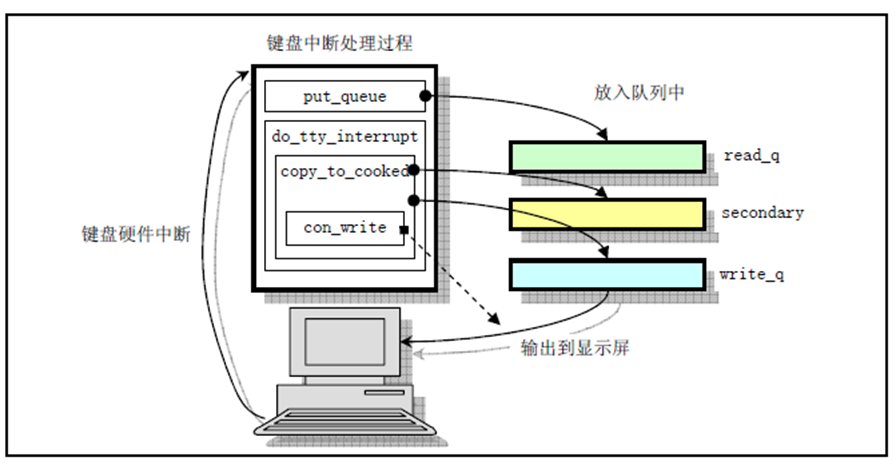 键盘中断处理过程
put_queue
放入队列中
do_tty_interrupt
read_q
copy_to_cooked
secondary
con_write
键盘硬件中断
write_q
输出到显示屏